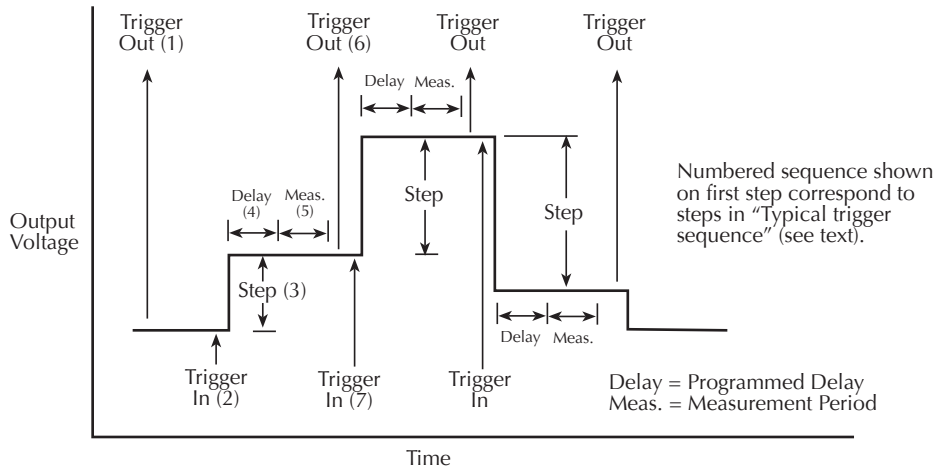 Trigger
Out (1)
Trigger
Out (6)
Trigger
Out
Trigger
Out
Delay
Meas.
Delay
(4)
Meas.
(5)
Step
Step
Numbered sequence shown
on first step correspond to
steps in “Typical trigger
sequence” (see text).
Output
Voltage
Step (3)
Delay
Meas.
Trigger
In (2)
Trigger
In (7)
Trigger
In
Delay = Programmed Delay
Meas. = Measurement Period
Time